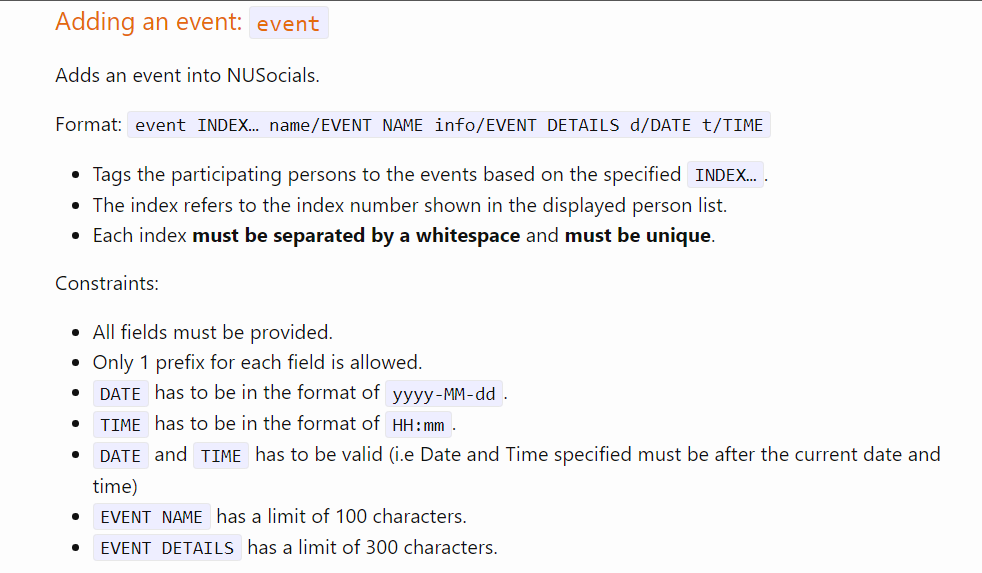 Adding an event: event
Adds an event into NUSocials.
Format: event INDEX… name/EVENT NAME info/EVENT DETAILS d/DATE t/TIME
• Tags the participating persons to the events based on the specified INDEX… .
• The index refers to the index number shown in the displayed person list.
• Each index must be separated by a whitespace and must be unique.
Constraints:
• All fields must be provided.
• Only 1 prefix for each field is allowed.
• DATE has to be in the format of yyyy-MM-dd .
• TIME has to be in the format of HH:mm .
• DATE and TIME has to be valid (i.e Date and Time specified must be after the current date and
time)
• EVENT NAME has a limit of 100 characters.
• EVENT DETAILS has a limit of 300 characters.